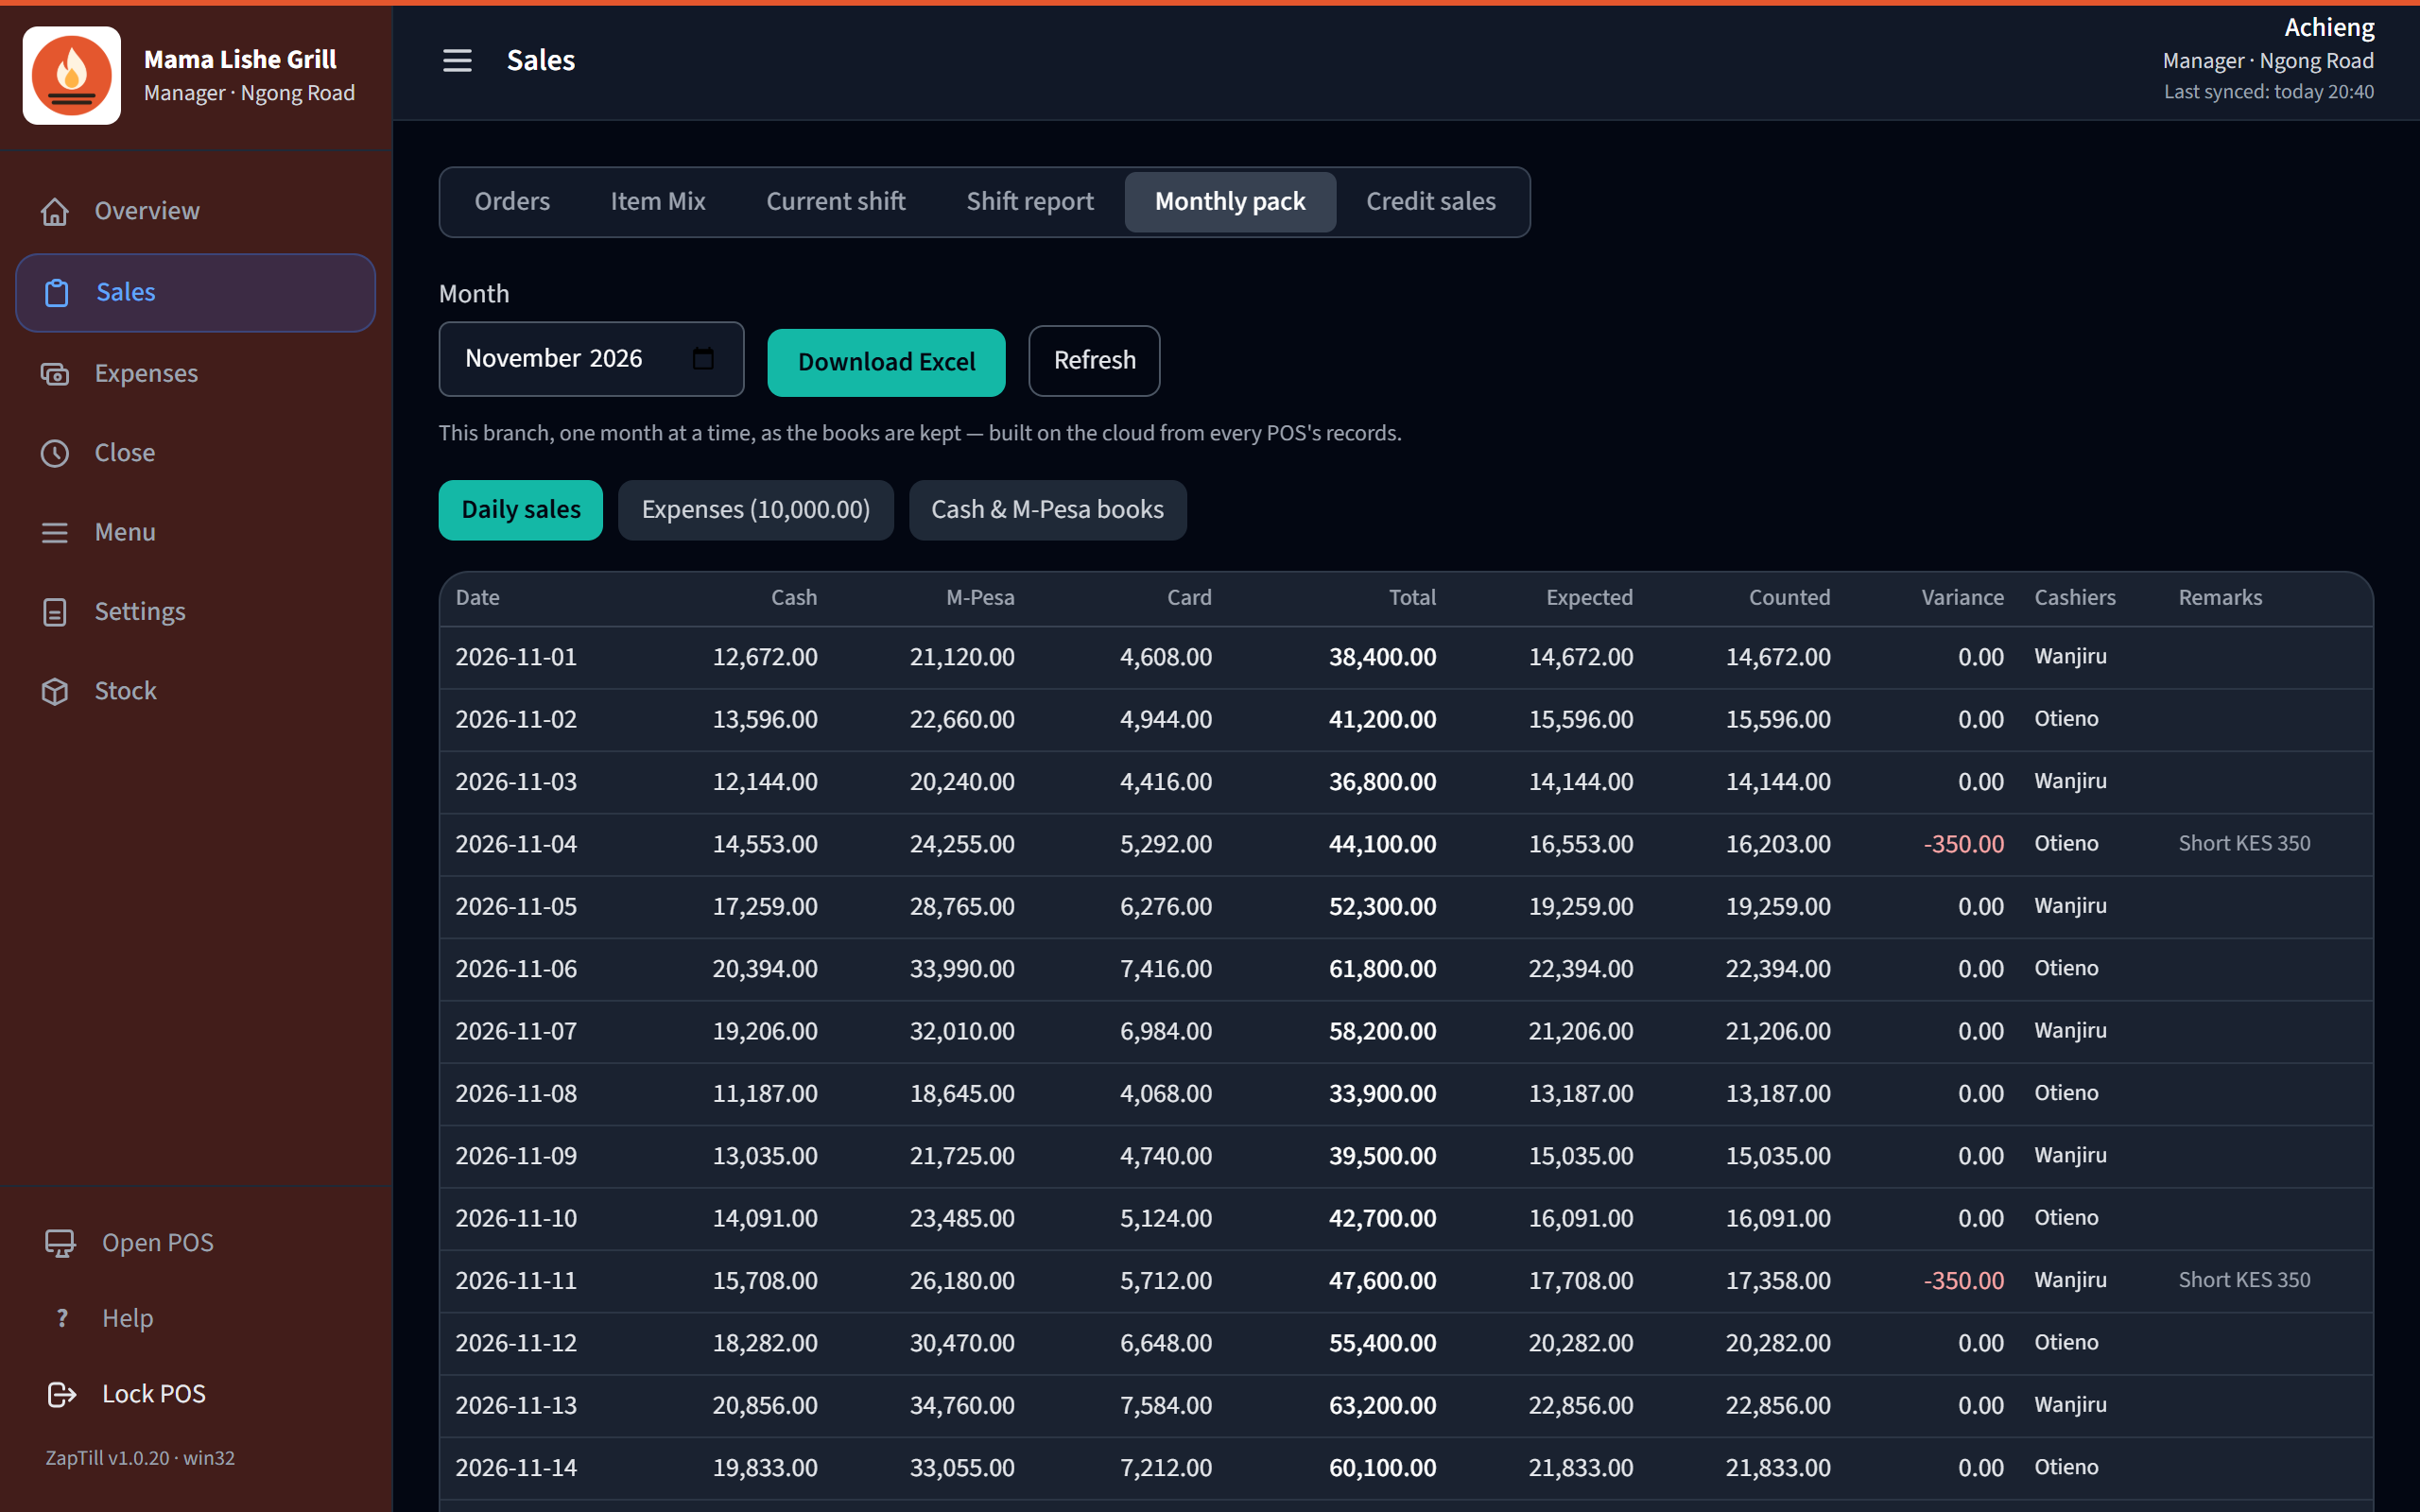 Mama Lishe Grill
Manager · Ngong Road
Overview
Sales
Expenses
Close
Menu
Settings
Stock
Open POS
? Help
Lock POS
ZapTill v1.0.20 · win32
Sales
Achieng
Manager · Ngong Road
Last synced: today 20:40
Orders Item Mix Current shift Shift report Monthly pack Credit sales
Month
November 2026 Download Excel Refresh
This branch, one month at a time, as the books are kept — built on the cloud from every POS's records.
Daily sales Expenses (10,000.00) Cash & M-Pesa books
Date Cash M-Pesa Card Total Expected Counted Variance Cashiers Remarks
2026-11-01 12,672.00 21,120.00 4,608.00 38,400.00 14,672.00 14,672.00 0.00 Wanjiru
2026-11-02 13,596.00 22,660.00 4,944.00 41,200.00 15,596.00 15,596.00 0.00 Otieno
2026-11-03 12,144.00 20,240.00 4,416.00 36,800.00 14,144.00 14,144.00 0.00 Wanjiru
2026-11-04 14,553.00 24,255.00 5,292.00 44,100.00 16,553.00 16,203.00 -350.00 Otieno Short KES 350
2026-11-05 17,259.00 28,765.00 6,276.00 52,300.00 19,259.00 19,259.00 0.00 Wanjiru
2026-11-06 20,394.00 33,990.00 7,416.00 61,800.00 22,394.00 22,394.00 0.00 Otieno
2026-11-07 19,206.00 32,010.00 6,984.00 58,200.00 21,206.00 21,206.00 0.00 Wanjiru
2026-11-08 11,187.00 18,645.00 4,068.00 33,900.00 13,187.00 13,187.00 0.00 Otieno
2026-11-09 13,035.00 21,725.00 4,740.00 39,500.00 15,035.00 15,035.00 0.00 Wanjiru
2026-11-10 14,091.00 23,485.00 5,124.00 42,700.00 16,091.00 16,091.00 0.00 Otieno
2026-11-11 15,708.00 26,180.00 5,712.00 47,600.00 17,708.00 17,358.00 -350.00 Wanjiru Short KES 350
2026-11-12 18,282.00 30,470.00 6,648.00 55,400.00 20,282.00 20,282.00 0.00 Otieno
2026-11-13 20,856.00 34,760.00 7,584.00 63,200.00 22,856.00 22,856.00 0.00 Wanjiru
2026-11-14 19,833.00 33,055.00 7,212.00 60,100.00 21,833.00 21,833.00 0.00 Otieno